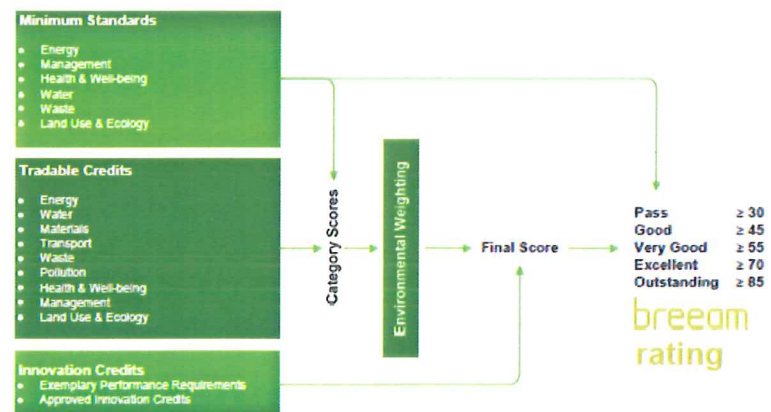 Minimum Standards
• Energy
• Management
• Health & Well-being
• Water
• Waste
• Land Use & Ecology
Tradable Credits
• Energy
• Water
• Materials
• Transport
• Waste
• Pollution
• Health & Well-being
• Management
• Land Use & Ecology
Innovation Credits
• Exemplary Performance Requirements
• Approved Innovation Credits
Category Scores
Environmental Weighting
Final Score
Pass ≥ 30
Good ≥ 45
Very Good ≥ 55
Excellent ≥ 70
Outstanding ≥ 85
breeam
rating